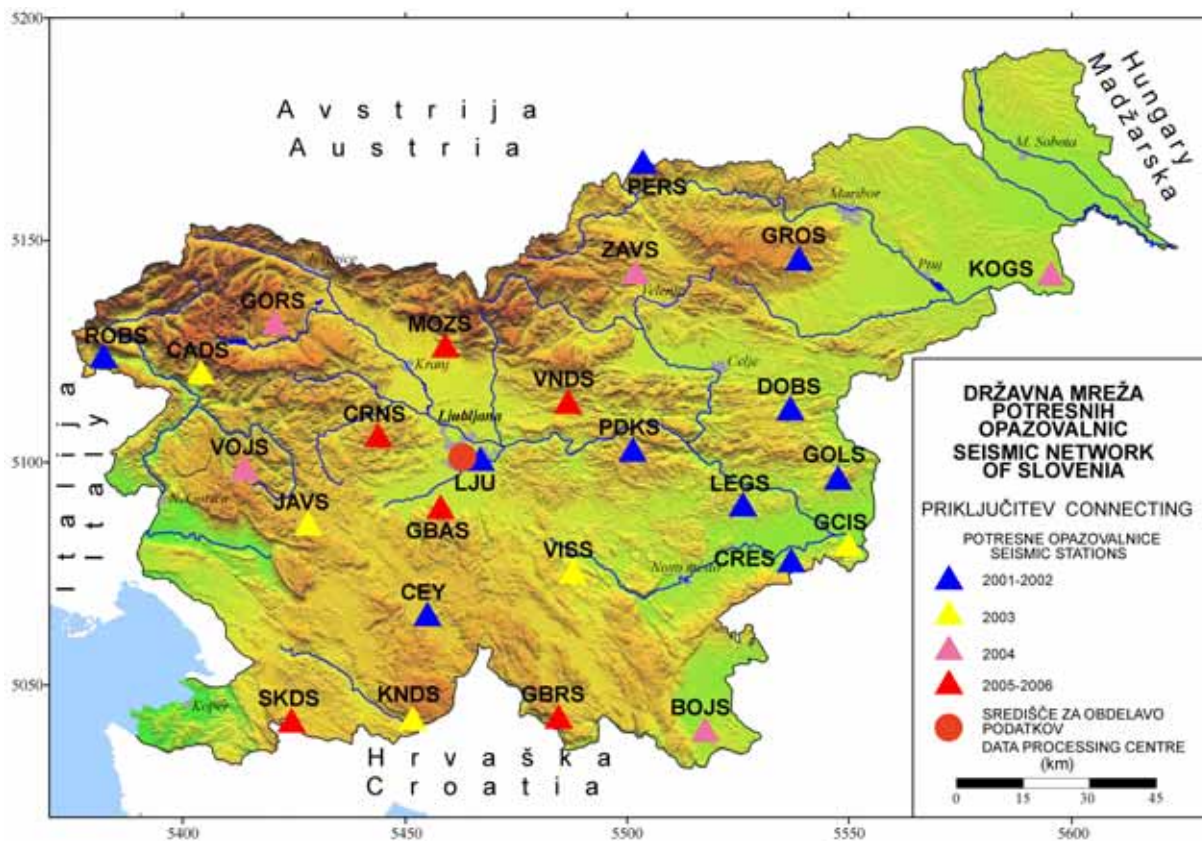 5200
Avstrija
Austria
Hungary
Madžarska
M. Sobota
PERS
Maribor
5150
ZAVS
GROS
Ptuj
KOGS
Velenje
GORS
MOZS
ROBS
CADS
Kranj
VNDS
Celje
DOBS
CRNS
Ljubljana
PDKS
VOJS
GOLS
5100
LJU
LEGS
N. Gorica
JAVS
GBAS
GCIS
VISS
CRES
Novo mesto
CEY
Italija
Italy
5050
Koper
SKDS
KNDS
GBRS
BOJS
Hrvaška
Croatia
5400
5450
5500
5550
5600
DRŽAVNA MREŽA
POTRESNIH
OPAZOVALNIC
SEISMIC NETWORK
OF SLOVENIA
PRIKLJUČITEV CONNECTING
POTRESNE OPAZOVALNICE
SEISMIC STATIONS
2001-2002
2003
2004
2005-2006
SREDIŠČE ZA OBDELAVO
PODATKOV
DATA PROCESSING CENTRE
(km)
0 15 30 45